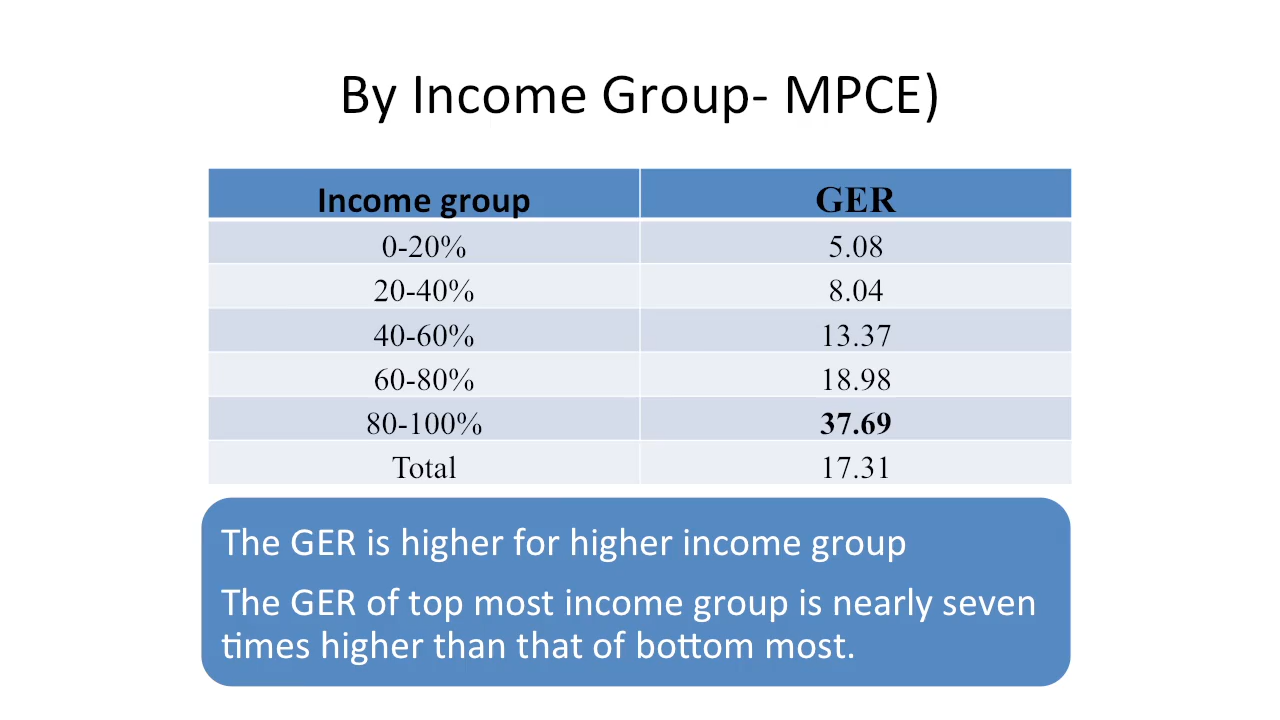 By Income Group- MPCE)
Income group GER
0-20% 5.08
20-40% 8.04
40-60% 13.37
60-80% 18.98
80-100% 37.69
Total 17.31
The GER is higher for higher income group
The GER of top most income group is nearly seven
times higher than that of bottom most.